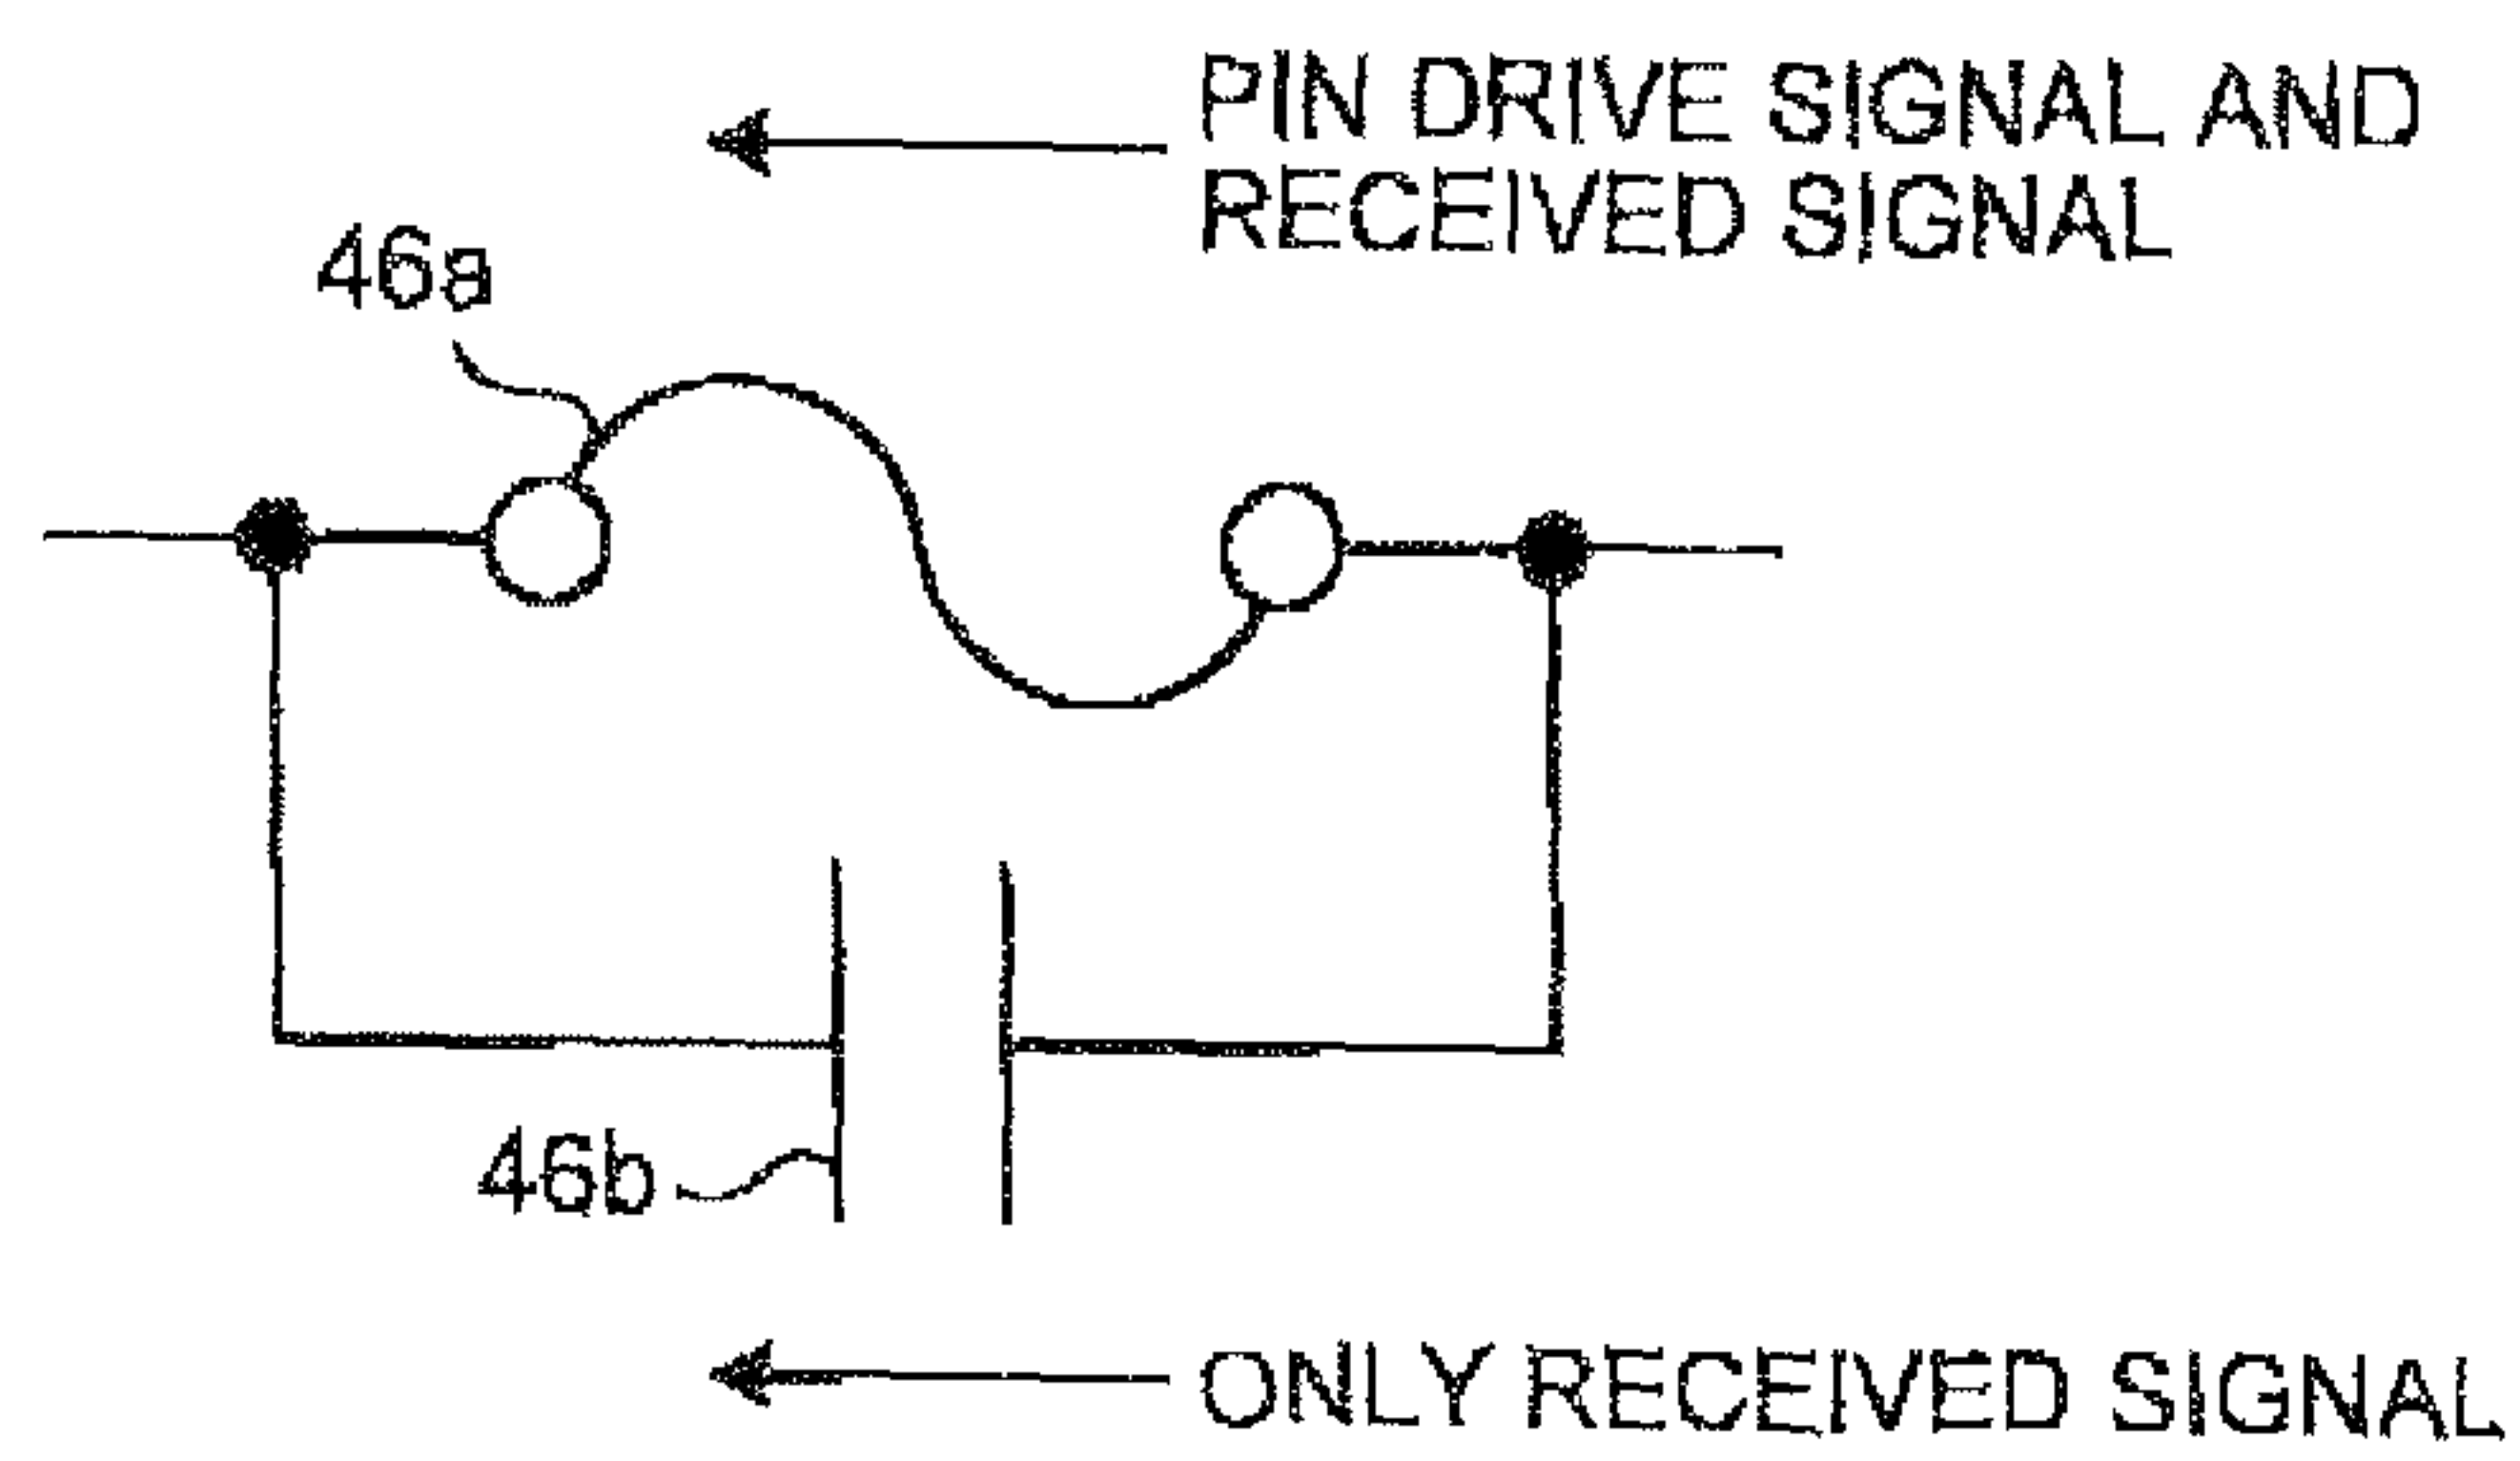 PIN DRIVE SIGNAL AND
RECEIVED SIGNAL
46a
46b
ONLY RECEIVED SIGNAL